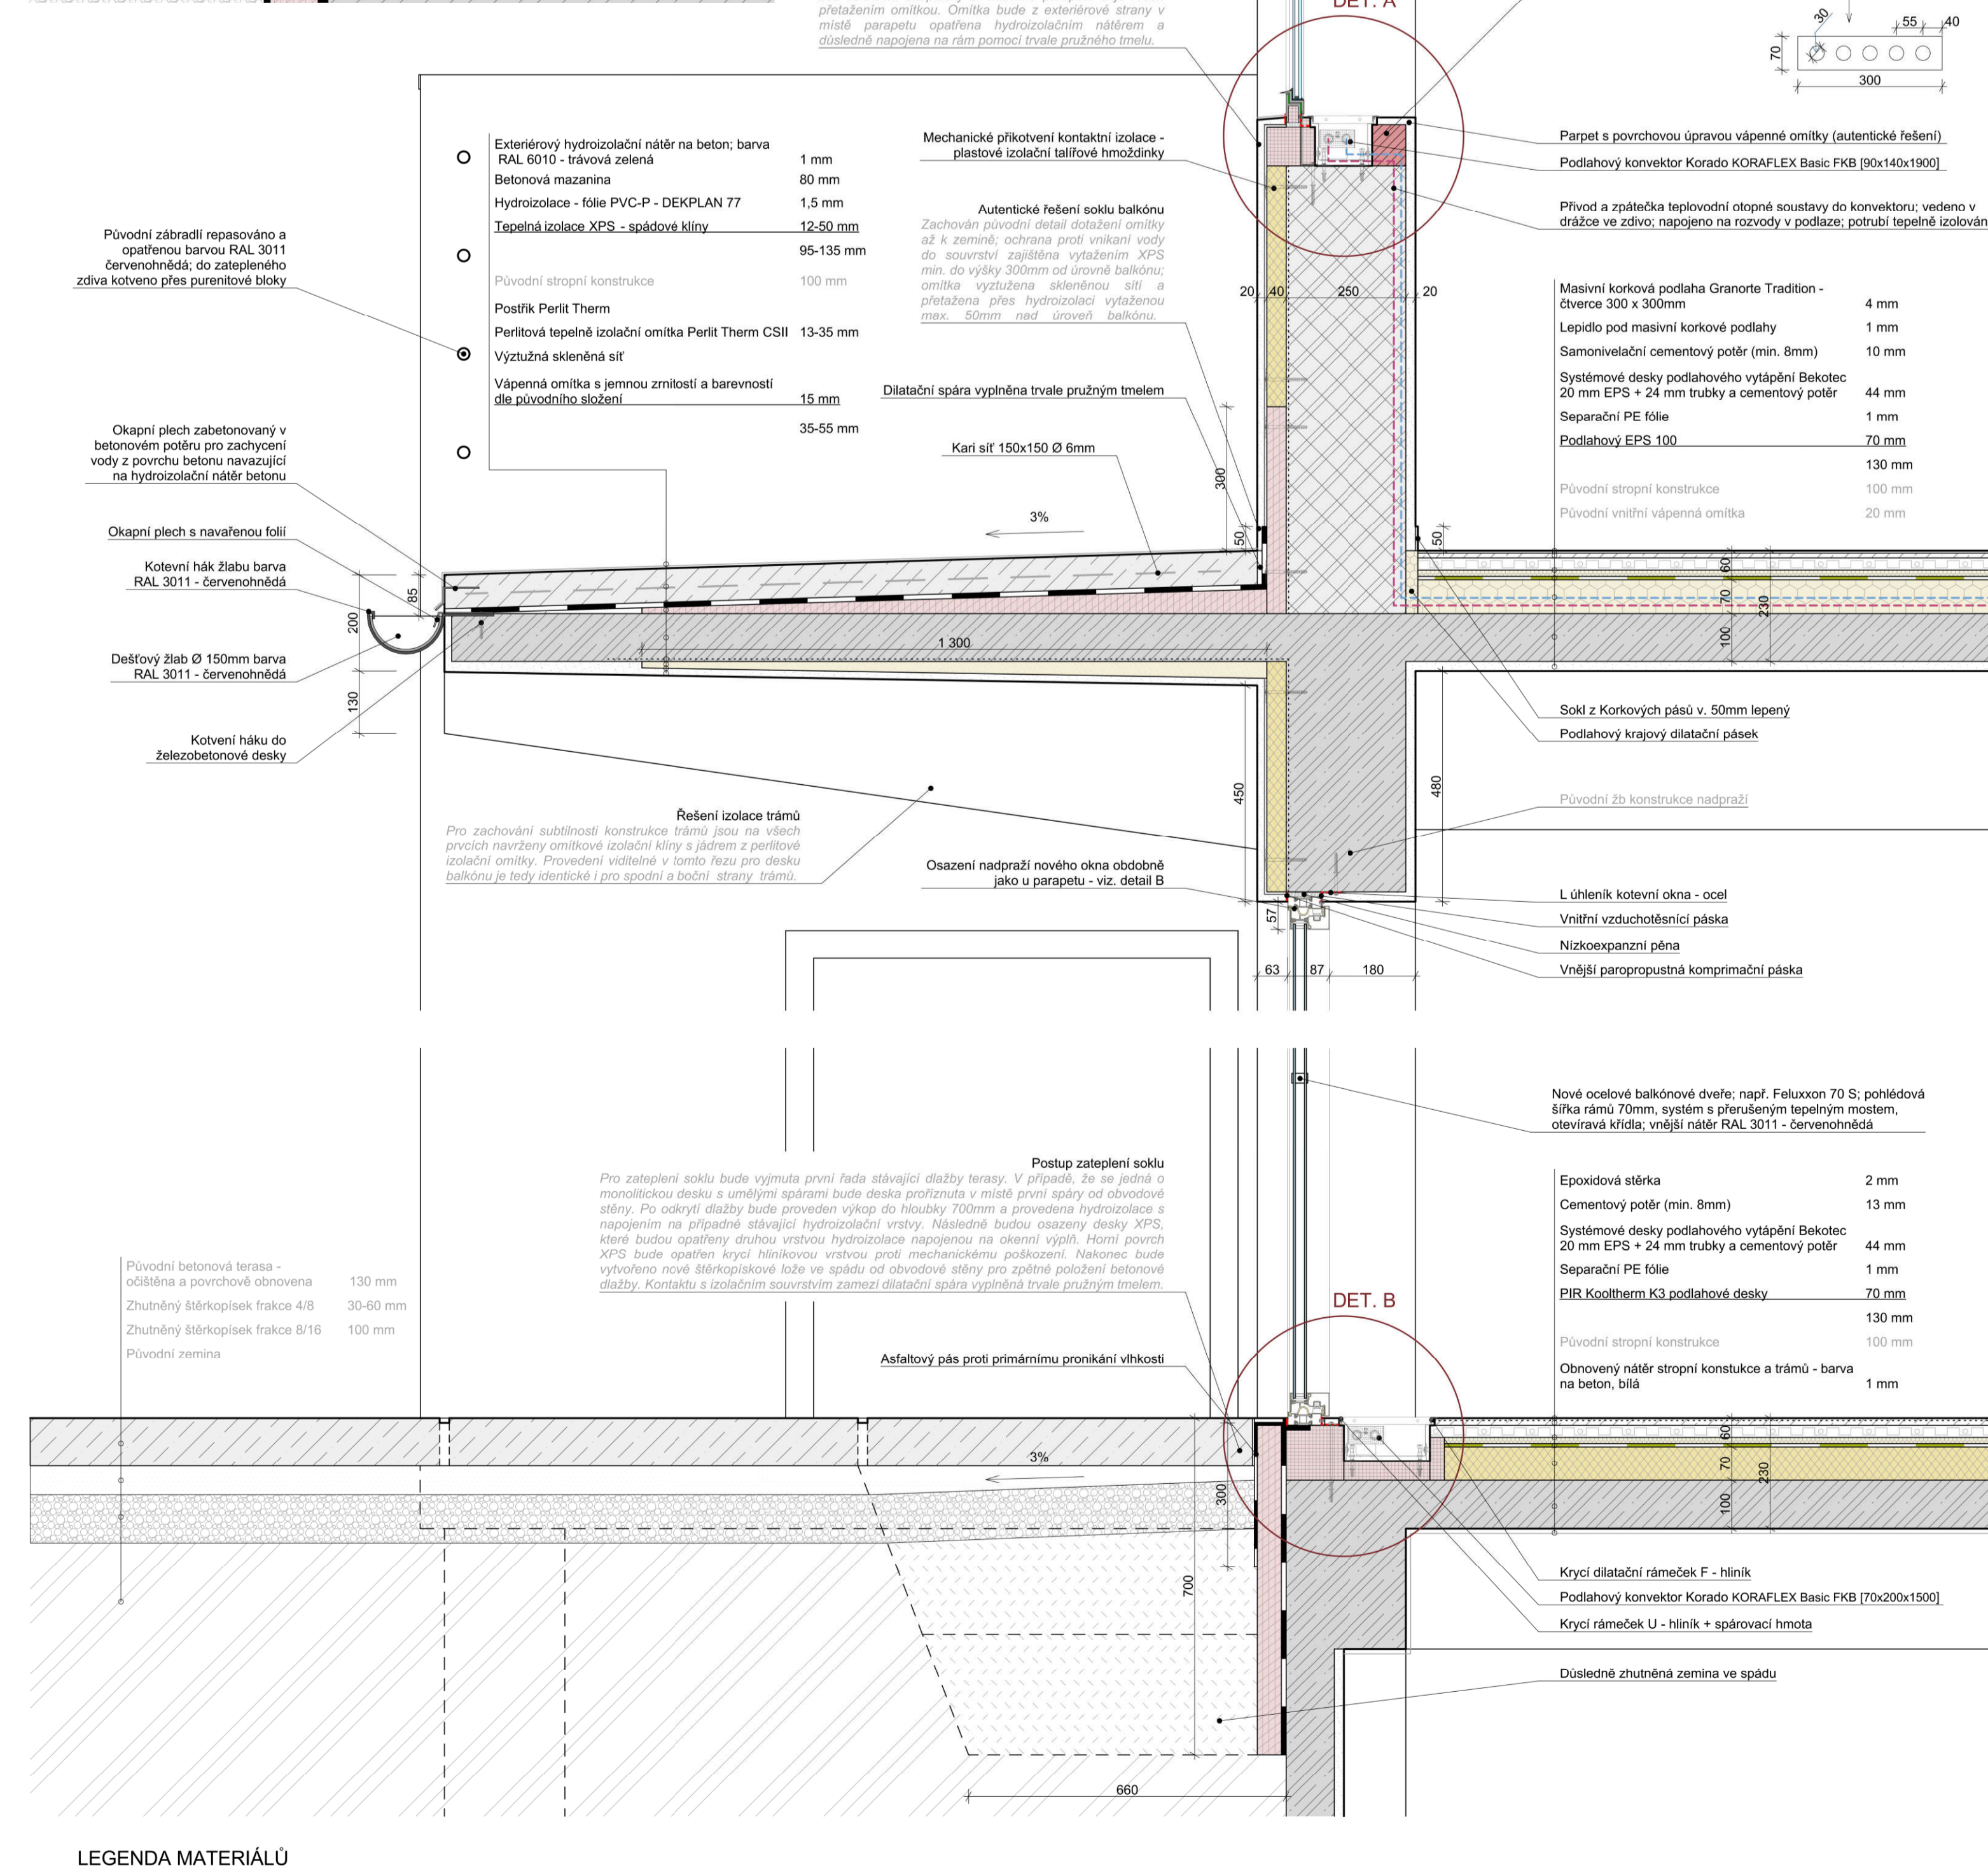 přetažením omítkou. Omítka bude z exteriérové strany v
místě parapetu opatřena hydroizolačním nátěrem a
důsledně napojena na rám pomocí trvale pružného tmelu.
DET. A
30
55
40
70
300
Exteriérový hydroizolační nátěr na beton; barva
RAL 6010 - trávová zelená 1 mm
Betonová mazanina 80 mm
Hydroizolace - fólie PVC-P - DEKPLAN 77 1,5 mm
Tepelná izolace XPS - spádové klíny 12-50 mm
95-135 mm
Původní stropní konstrukce 100 mm
Postřik Perlit Therm
Perlitová tepelně izolační omítka Perlit Therm CSII 13-35 mm
Výztužná skleněná síť
Vápenná omítka s jemnou zrnitostí a barevností
dle původního složení 15 mm
35-55 mm
Původní zábradlí repasováno a
opatřenou barvou RAL 3011
červenohnědá; do zatepleného
zdiva kotveno přes purenitové bloky
Okapní plech zabetonovaný v
betonovém potěru pro zachycení
vody z povrchu betonu navazující
na hydroizolační nátěr betonu
Okapní plech s navařenou folií
Kotevní hák žlabu barva
RAL 3011 - červenohnědá
Dešťový žlab Ø 150mm barva
RAL 3011 - červenohnědá
Kotvení háku do
železobetonové desky
85
200
130
Mechanické přikotvení kontaktní izolace -
plastové izolační talířové hmoždinky
Autentické řešení soklu balkónu
Zachován původní detail dotažení omítky
až k zemině; ochrana proti vnikaní vody
do souvrství zajištěna vytažením XPS
min. do výšky 300mm od úrovně balkónu;
omítka vyztužena skleněnou sítí a
přetažena přes hydroizolaci vytaženou
max. 50mm nad úroveň balkónu.
Dilatační spára vyplněna trvale pružným tmelem
Kari síť 150x150 Ø 6mm
3%
20
40
250
20
300
50
50
1 300
60
70
100
230
450
480
57
63
87
180
Parpet s povrchovou úpravou vápenné omítky (autentické řešení)
Podlahový konvektor Korado KORAFLEX Basic FKB [90x140x1900]
Přívod a zpátečka teplovodní otopné soustavy do konvektoru; vedeno v
drážce ve zdivo; napojeno na rozvody v podlaze; potrubí tepelně izolován
Masivní korková podlaha Granorte Tradition -
čtverce 300 x 300mm 4 mm
Lepidlo pod masivní korkové podlahy 1 mm
Samonivelační cementový potěr (min. 8mm) 10 mm
Systémové desky podlahového vytápění Bekotec
20 mm EPS + 24 mm trubky a cementový potěr 44 mm
Separační PE fólie 1 mm
Podlahový EPS 100 70 mm
130 mm
Původní stropní konstrukce 100 mm
Původní vnitřní vápenná omítka 20 mm
Sokl z Korkových pásů v. 50mm lepený
Podlahový krajový dilatační pásek
Původní žb konstrukce nadpraží
Řešení izolace trámů
Pro zachování subtilnosti konstrukce trámů jsou na všech
prvcích navrženy omítkové izolační klíny s jádrem z perlitové
izolační omítky. Provedení viditelné v tomto řezu pro desku
balkónu je tedy identické i pro spodní a boční strany trámů.
Osazení nadpraží nového okna obdobně
jako u parapetu - viz. detail B
L úhleník kotevní okna - ocel
Vnitřní vzduchotěsnící páska
Nízkoexpanzní pěna
Vnější paropropustná komprimační páska
Nové ocelové balkónové dveře; např. Feluxxon 70 S; pohlédová
šířka rámů 70mm, systém s přerušeným tepelným mostem,
otevíravá křídla; vnější nátěr RAL 3011 - červenohnědá
Postup zateplení soklu
Pro zateplení soklu bude vyjmuta první řada stávající dlažby terasy. V případě, že se jedná o
monolitickou desku s umělými spárami bude deska proříznuta v místě první spáry od obvodové
stěny. Po odkrytí dlažby bude proveden výkop do hloubky 700mm a provedena hydroizolace s
napojením na případné stávající hydroizolační vrstvy. Následně budou osazeny desky XPS,
které budou opatřeny druhou vrstvou hydroizolace napojenou na okenní výplň. Horní povrch
XPS bude opatřen krycí hliníkovou vrstvou proti mechanickému poškození. Nakonec bude
vytvořeno nové štěrkopískové lože ve spádu od obvodové stěny pro zpětné položení betonové
dlažby. Kontaktu s izolačním souvrstvím zamezí dilatační spára vyplněná trvale pružným tmelem.
Asfaltový pás proti primárnímu pronikání vlhkosti
DET. B
Původní betonová terasa -
očištěna a povrchově obnovena 130 mm
Zhutněný štěrkopísek frakce 4/8 30-60 mm
Zhutněný štěrkopísek frakce 8/16 100 mm
Původní zemina
Epoxidová stěrka 2 mm
Cementový potěr (min. 8mm) 13 mm
Systémové desky podlahového vytápění Bekotec
20 mm EPS + 24 mm trubky a cementový potěr 44 mm
Separační PE fólie 1 mm
PIR Kooltherm K3 podlahové desky 70 mm
130 mm
Původní stropní konstrukce 100 mm
Obnovený nátěr stropní konstukce a trámů - barva
na beton, bílá 1 mm
3%
300
700
660
60
70
100
230
Krycí dilatační rámeček F - hliník
Podlahový konvektor Korado KORAFLEX Basic FKB [70x200x1500]
Krycí rámeček U - hliník + spárovací hmota
Důsledně zhutněná zemina ve spádu
LEGENDA MATERIÁLŮ